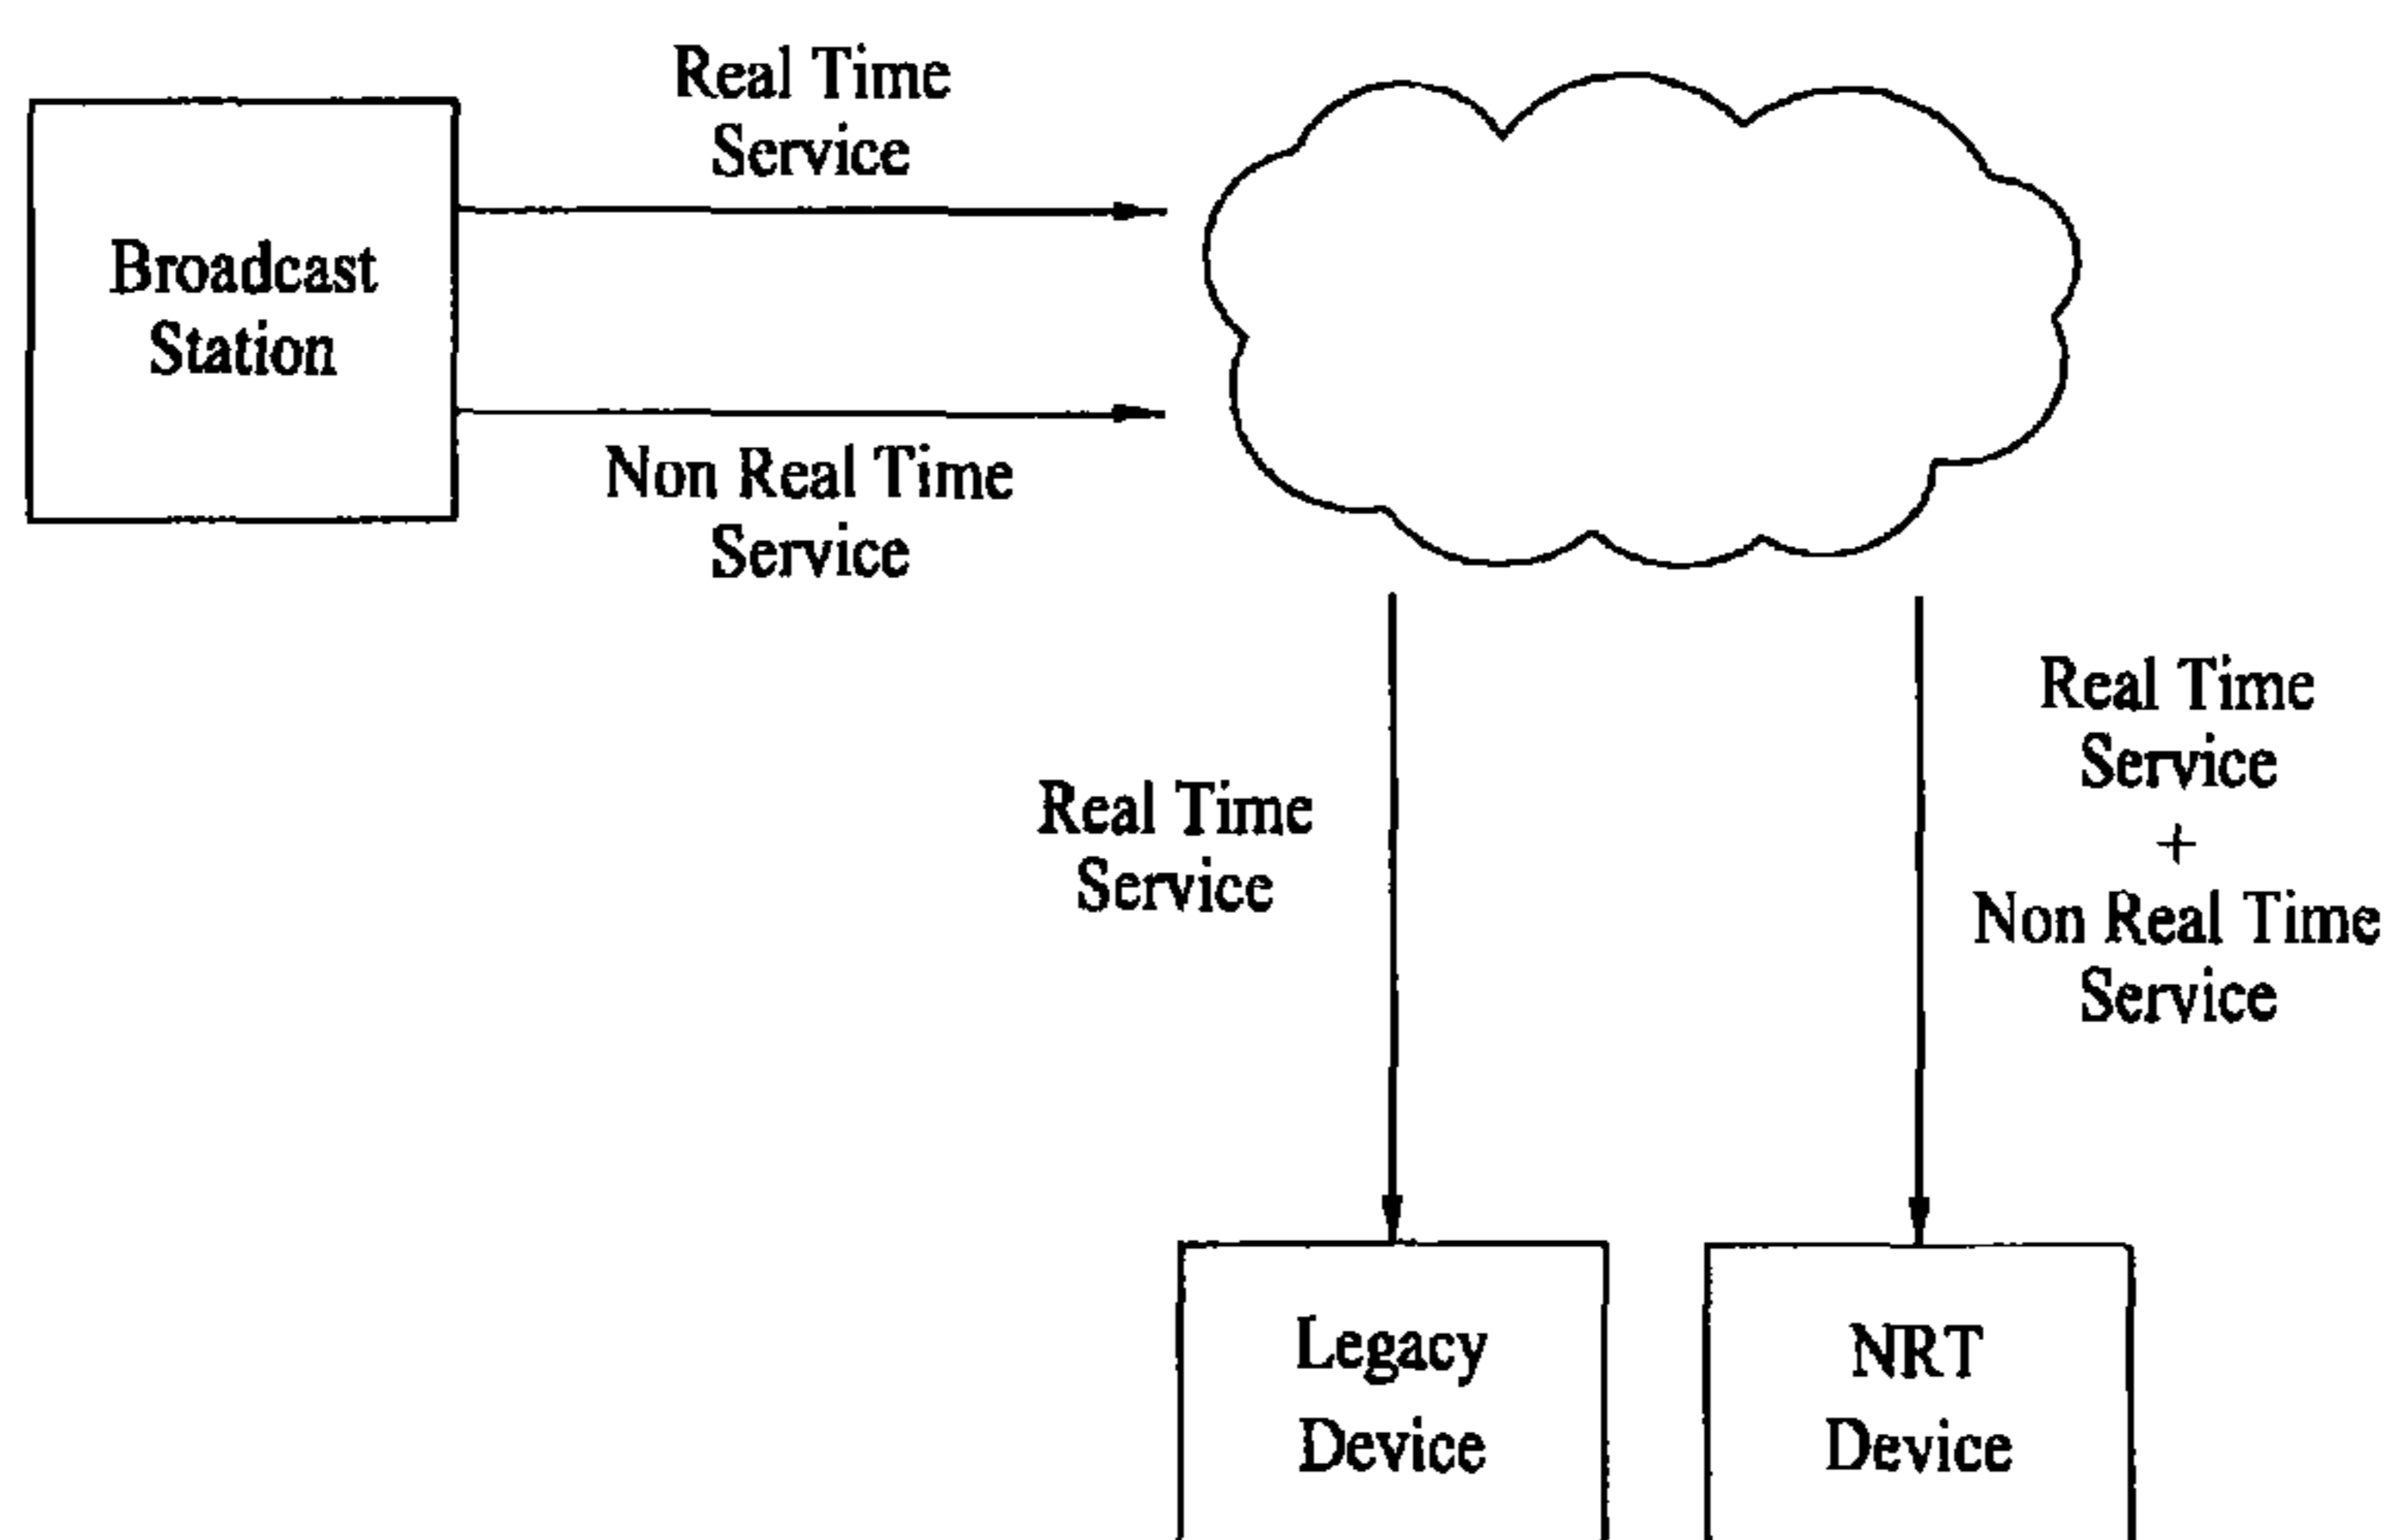 Real Time
Service
Broadcast
Station
Non Real Time
Service
Real Time
Service
Real Time
Service
+
Non Real Time
Service
Legacy
Device
NRT
Device